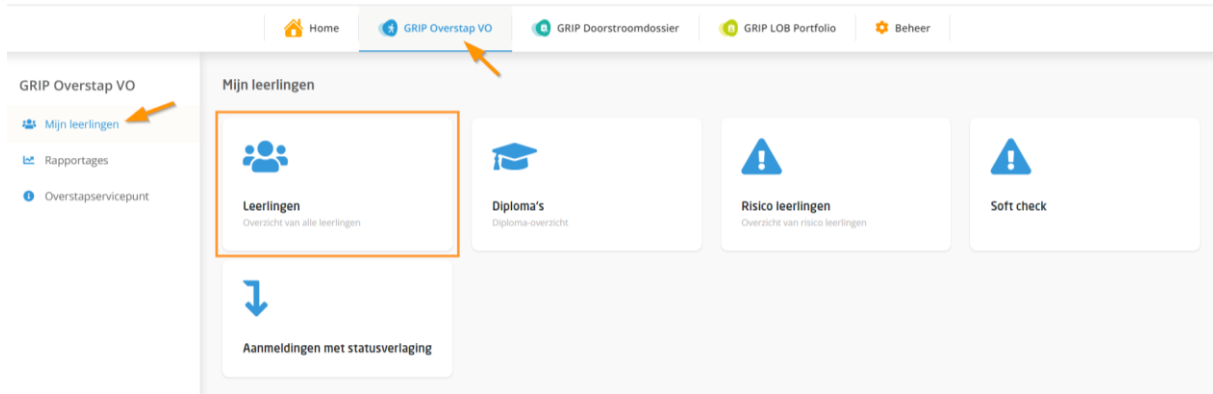 Home
GRIP Overstap VO
GRIP Doorstroomdossier
GRIP LOB Portfolio
Beheer
GRIP Overstap VO
Mijn leerlingen
Rapportages
Overstapservicepunt
Mijn leerlingen
Leerlingen
Overzicht van alle leerlingen
Diploma's
Diploma-overzicht
Risico leerlingen
Overzicht van risico leerlingen
Soft check
Aanmeldingen met statusverlaging